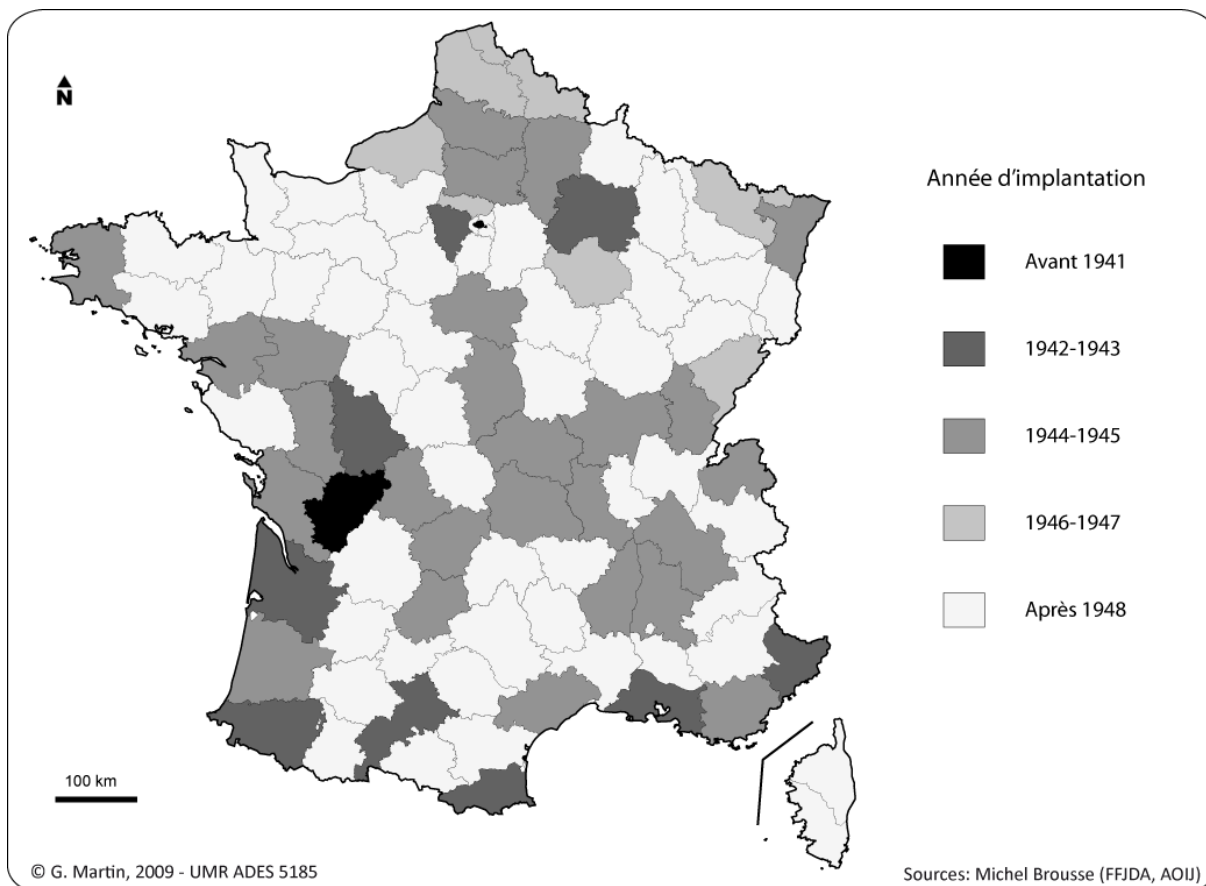 N
Année d'implantation
Avant 1941
1942-1943
1944-1945
1946-1947
Après 1948
100 km
© G. Martin, 2009 - UMR ADES 5185
Sources: Michel Brousse (FFJDA, AOIJ)